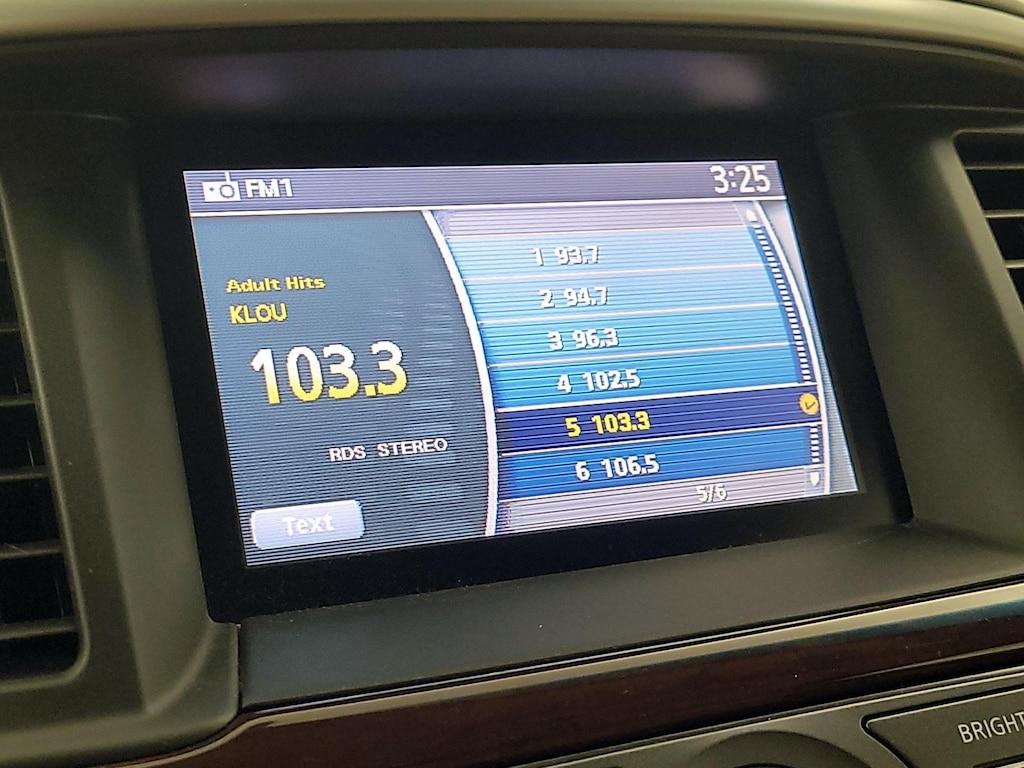 FM1
3:25
Adult Hits
KLOU
103.3
RDS STEREO
Text
1 93.7
2 94.7
3 96.3
4 102.5
5 103.3
6 106.5
5/6
BRIGHT